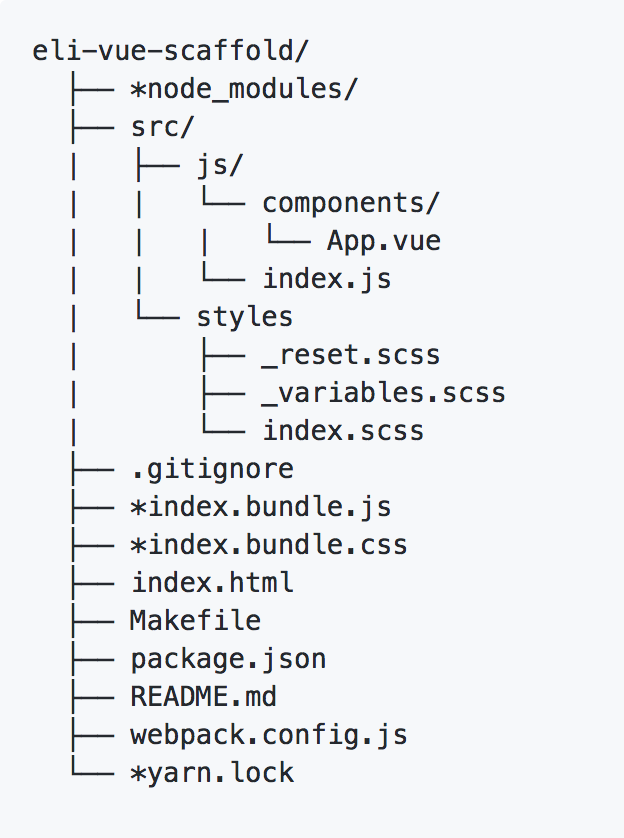 eli-vue-scaffold/
  ├── *node_modules/
  ├── src/
  |   ├── js/
  |   |   └── components/
  |   |   |   └── App.vue
  |   |   └── index.js
  |   └── styles
  |       ├── _reset.scss
  |       ├── _variables.scss
  |       └── index.scss
  ├── .gitignore
  ├── *index.bundle.js
  ├── *index.bundle.css
  ├── index.html
  ├── Makefile
  ├── package.json
  ├── README.md
  ├── webpack.config.js
  └── *yarn.lock